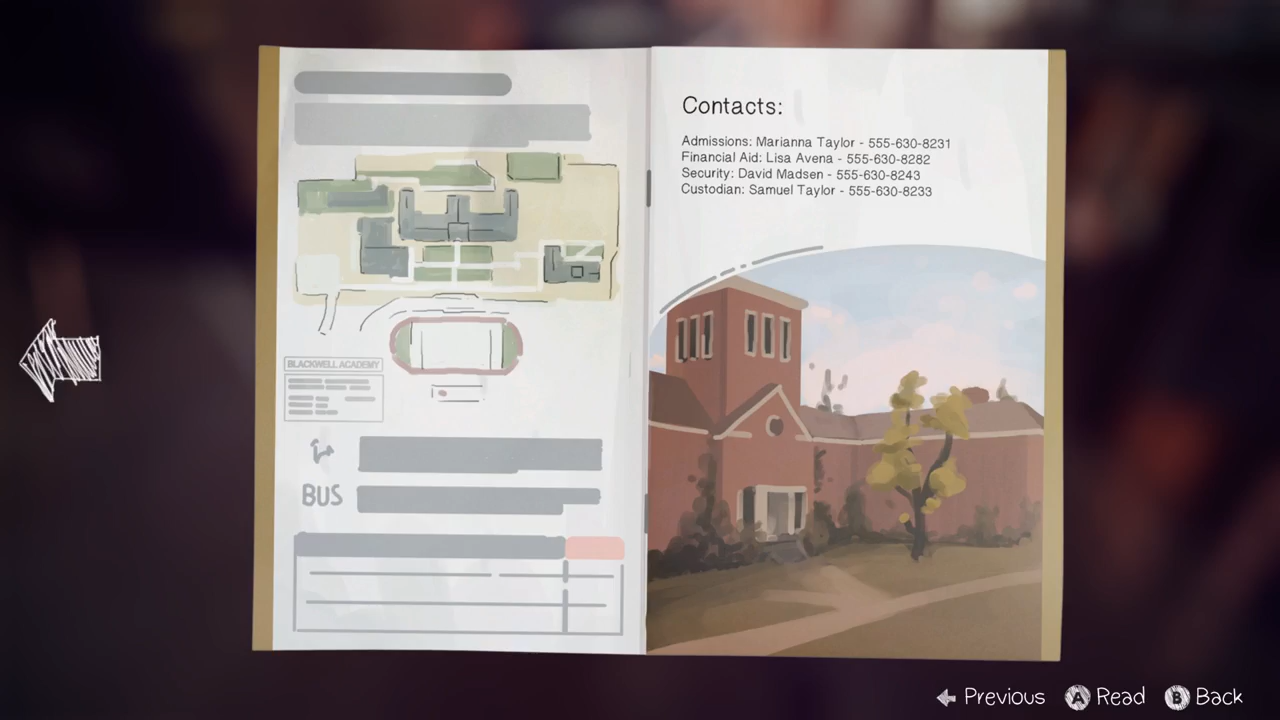 BLACKWELL ACADEMY
BUS
Contacts:
Admissions: Marianna Taylor - 555-630-8231
Financial Aid: Lisa Avena - 555-630-8282
Security: David Madsen - 555-630-8243
Custodian: Samuel Taylor - 555-630-8233
Previous A Read B Back